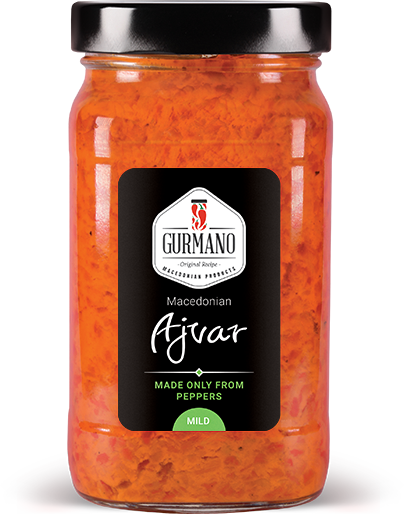 GURMANO
- Original Recipe -
MACEDONIAN PRODUCTS
Macedonian
Ajvar
MADE ONLY FROM
PEPPERS
MILD